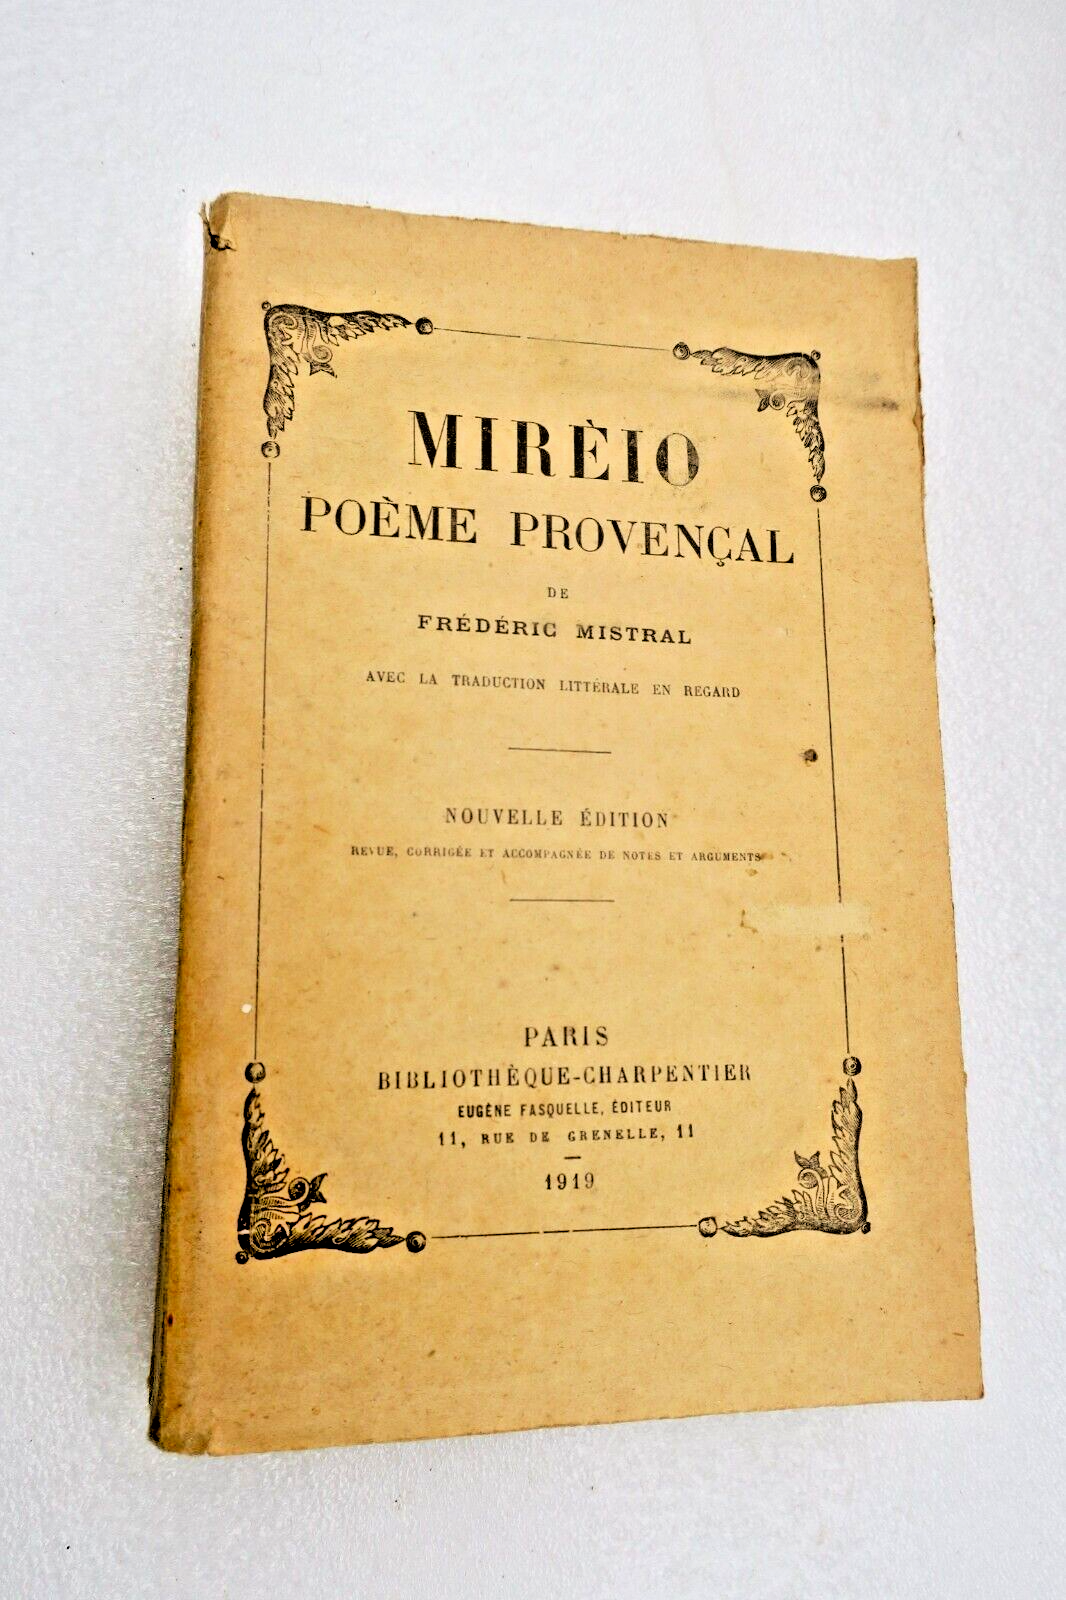 MIRÈIO
POÈME PROVENÇAL
DE
FRÉDÉRIC MISTRAL
AVEC LA TRADUCTION LITTÉRALE EN REGARD
NOUVELLE ÉDITION
REVUE, CORRIGÉE ET ACCOMPAGNÉE DE NOTES ET ARGUMENTS
PARIS
BIBLIOTHÈQUE-CHARPENTIER
EUGÈNE FASQUELLE, ÉDITEUR
11, RUE DE GRENELLE, 11
1919